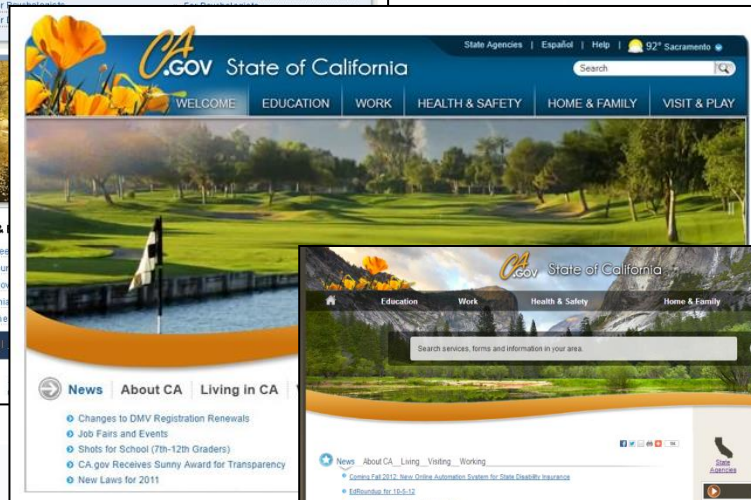 For Psychologists
CA.GOV State of California
State Agencies | Español | Help | 92° Sacramento
Search
WELCOME EDUCATION WORK HEALTH & SAFETY HOME & FAMILY VISIT & PLAY
News About CA Living in CA
Changes to DMV Registration Renewals
Job Fairs and Events
Shots for School (7th-12th Graders)
CA.gov Receives Sunny Award for Transparency
New Laws for 2011
CA.GOV State of California
Education Work Health & Safety Home & Family
Search services, forms and information in your area.
News About CA Living Visiting Working
Coming Fall 2012: New Online Automation System for State Disability Insurance
EdRoundup for 10-5-12
State
Agencies